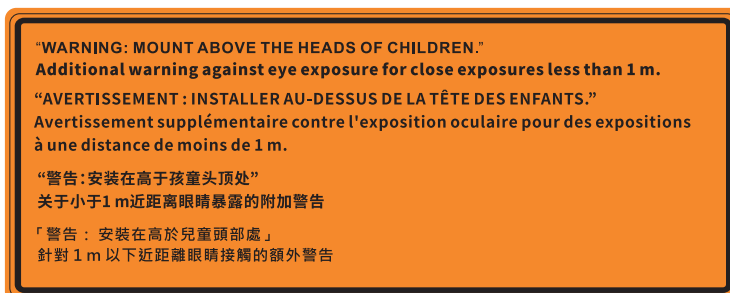 “WARNING: MOUNT ABOVE THE HEADS OF CHILDREN.”
Additional warning against eye exposure for close exposures less than 1 m.
“AVERTISSEMENT : INSTALLER AU-DESSUS DE LA TÊTE DES ENFANTS.”
Avertissement supplémentaire contre l'exposition oculaire pour des expositions
à une distance de moins de 1 m.
“警告:安装在高于孩童头顶处”
关于小于1 m近距离眼睛暴露的附加警告
「警告： 安裝在高於兒童頭部處」
針對 1 m 以下近距離眼睛接觸的額外警告